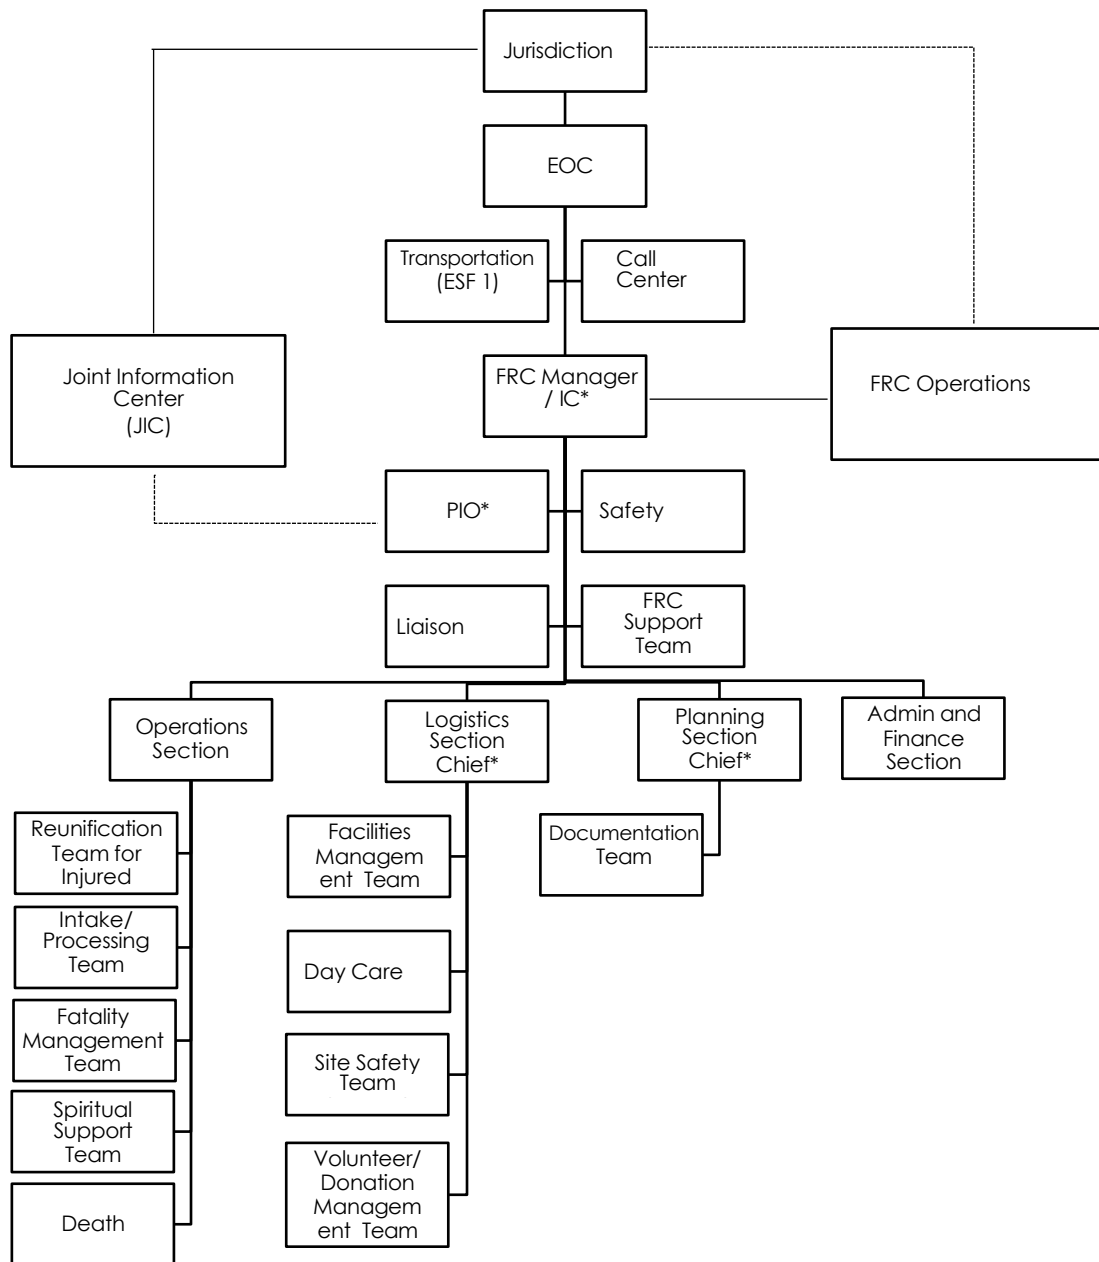 Jurisdiction
EOC
Transportation
(ESF 1)
Call
Center
Joint Information
Center
(JIC)
FRC Manager
/ IC*
FRC Operations
PIO*
Safety
Liaison
FRC
Support
Team
Operations
Section
Logistics
Section
Chief*
Planning
Section
Chief*
Admin and
Finance
Section
Reunification
Team for
Injured
Facilities
Managem
ent Team
Documentation
Team
Intake/
Processing
Team
Day Care
Fatality
Management
Team
Site Safety
Team
Spiritual
Support
Team
Volunteer/
Donation
Managem
ent Team
Death